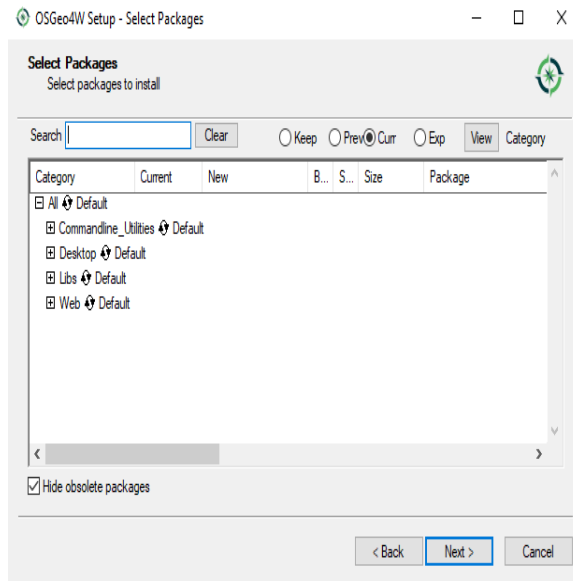 OSGeo4W Setup - Select Packages
Select Packages
Select packages to install
Search Clear Keep Prev Curr Exp View Category
Category Current New B... S... Size Package
All Default
Commandline_Utilities Default
Desktop Default
Libs Default
Web Default
Hide obsolete packages
< Back Next > Cancel